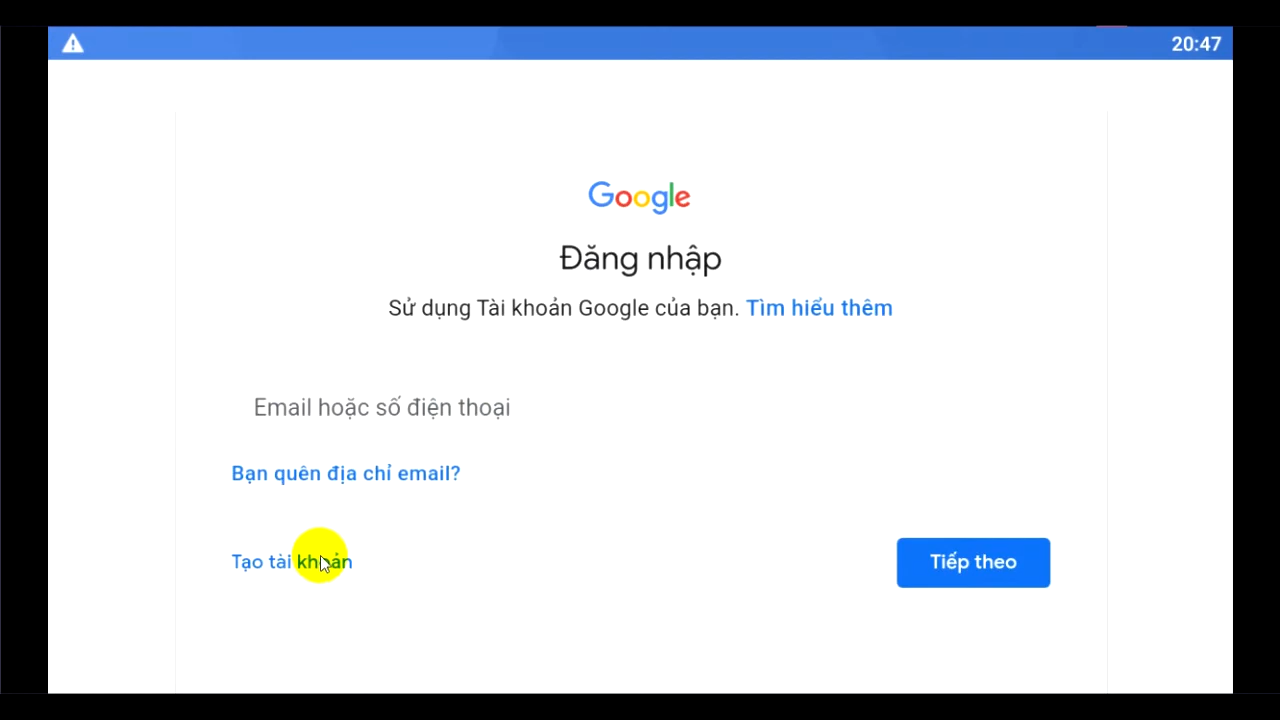 20:47
Google
Đăng nhập
Sử dụng Tài khoản Google của bạn. Tìm hiểu thêm
Email hoặc số điện thoại
Bạn quên địa chỉ email?
Tạo tài khoản
Tiếp theo